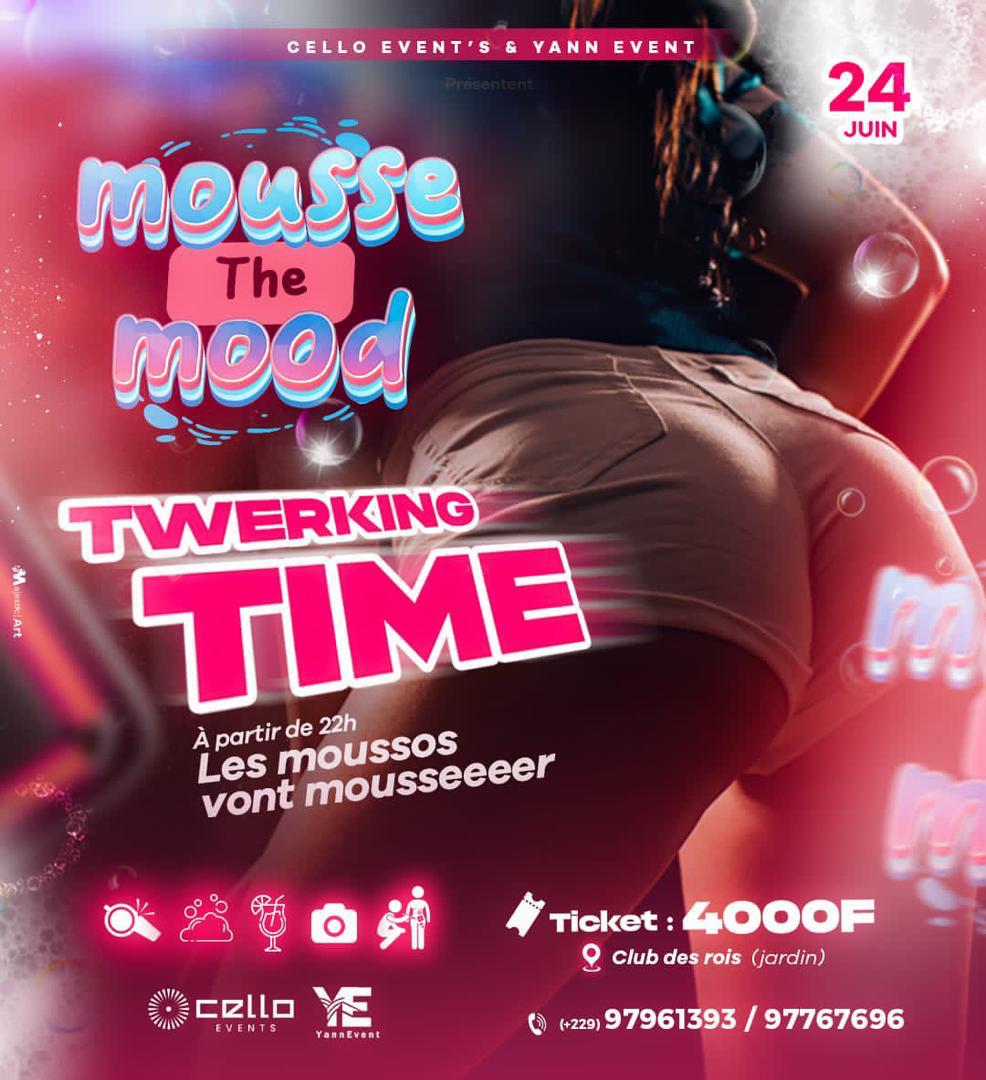 CELLO EVENT'S & YANN EVENT
Présentent
24
JUIN
mousse
The
mood
TWERKING
TIME
À partir de 22h
Les moussos
vont mousseeeer
Ticket : 4000F
Club des rois (jardin)
cello
EVENTS
YE
YannEvent
(+229) 97961393 / 97767696
m
m